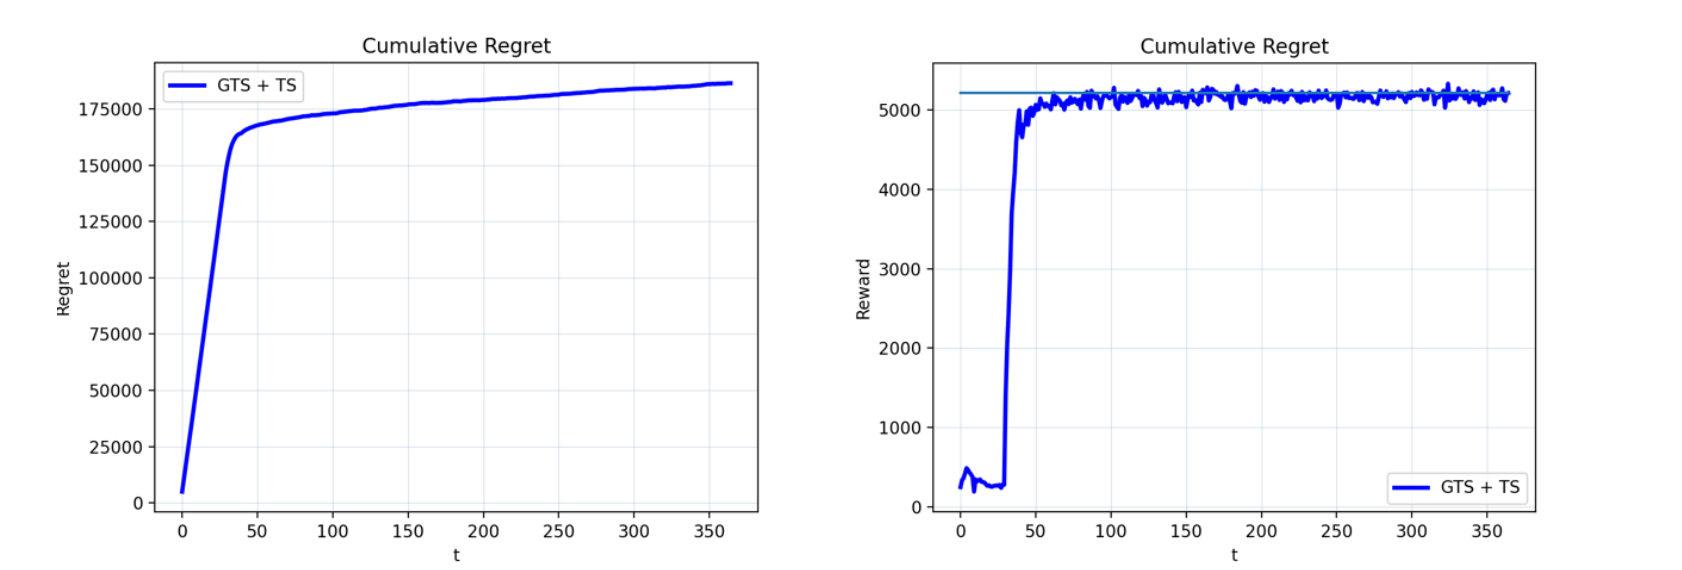 Cumulative Regret
GTS + TS
175000
150000
125000
100000
75000
50000
25000
0
Regret
0 50 100 150 200 250 300 350
t
Cumulative Regret
5000
4000
3000
2000
1000
0
Reward
GTS + TS
0 50 100 150 200 250 300 350
t